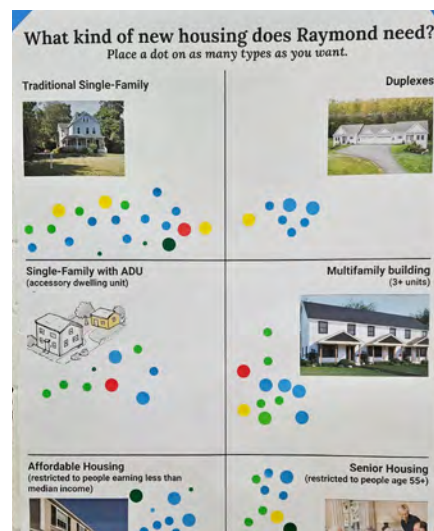 What kind of new housing does Raymond need?
Place a dot on as many types as you want.
Traditional Single-Family
Duplexes
Single-Family with ADU
(accessory dwelling unit)
Multifamily building
(3+ units)
Affordable Housing
(restricted to people earning less than
median income)
Senior Housing
(restricted to people age 55+)